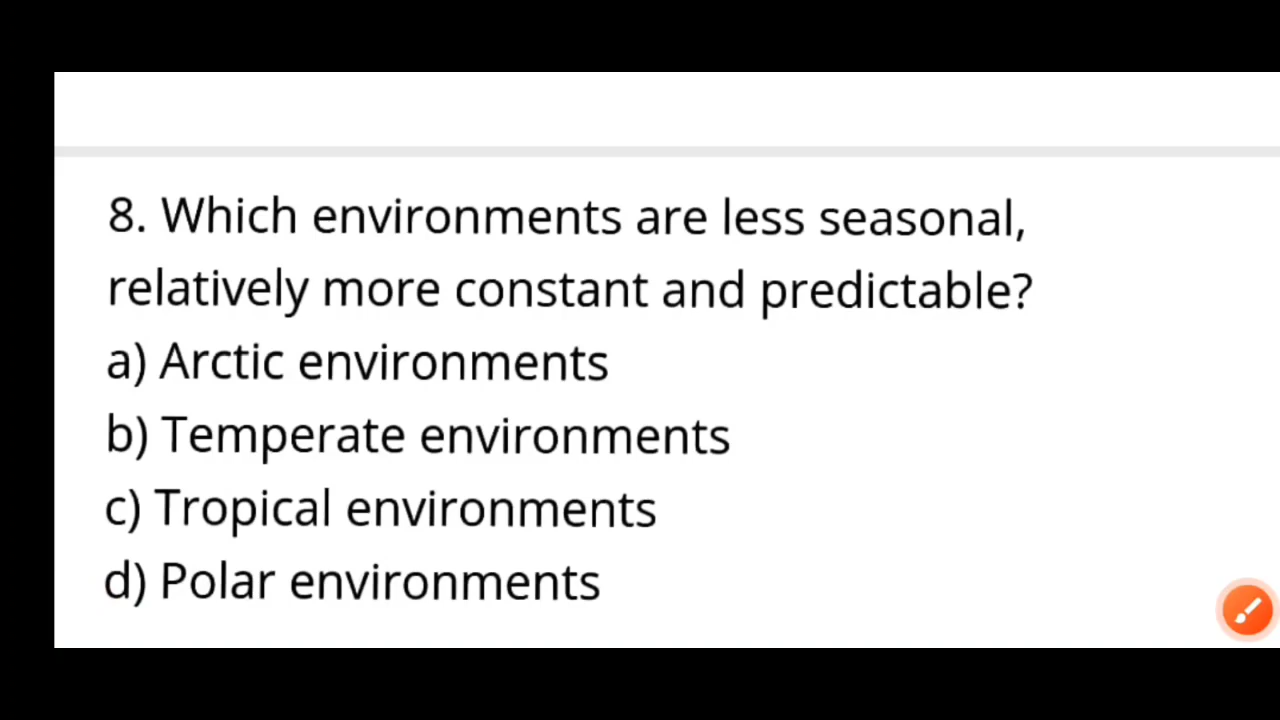 8. Which environments are less seasonal,
relatively more constant and predictable?
a) Arctic environments
b) Temperate environments
c) Tropical environments
d) Polar environments